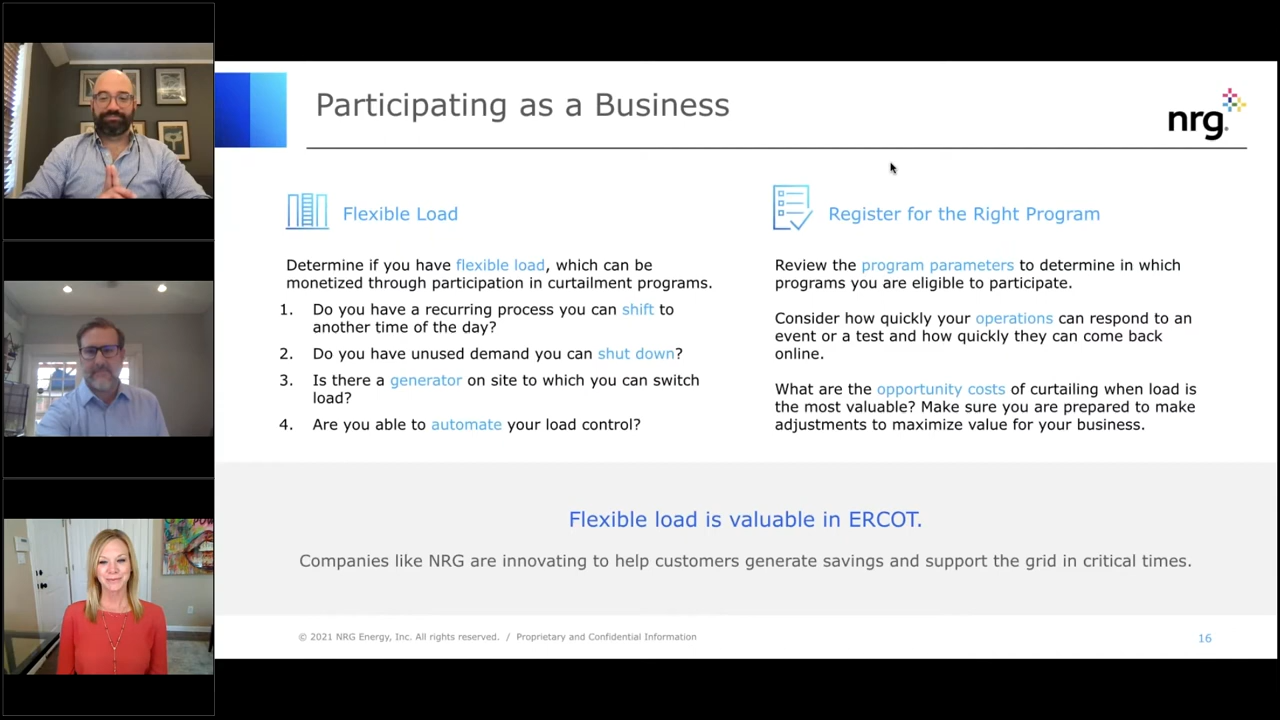 Participating as a Business
nrg
Flexible Load
Determine if you have flexible load, which can be
monetized through participation in curtailment programs.
1. Do you have a recurring process you can shift to
another time of the day?
2. Do you have unused demand you can shut down?
3. Is there a generator on site to which you can switch
load?
4. Are you able to automate your load control?
Register for the Right Program
Review the program parameters to determine in which
programs you are eligible to participate.
Consider how quickly your operations can respond to an
event or a test and how quickly they can come back
online.
What are the opportunity costs of curtailing when load is
the most valuable? Make sure you are prepared to make
adjustments to maximize value for your business.
Flexible load is valuable in ERCOT.
Companies like NRG are innovating to help customers generate savings and support the grid in critical times.
© 2021 NRG Energy, Inc. All rights reserved. / Proprietary and Confidential Information
16